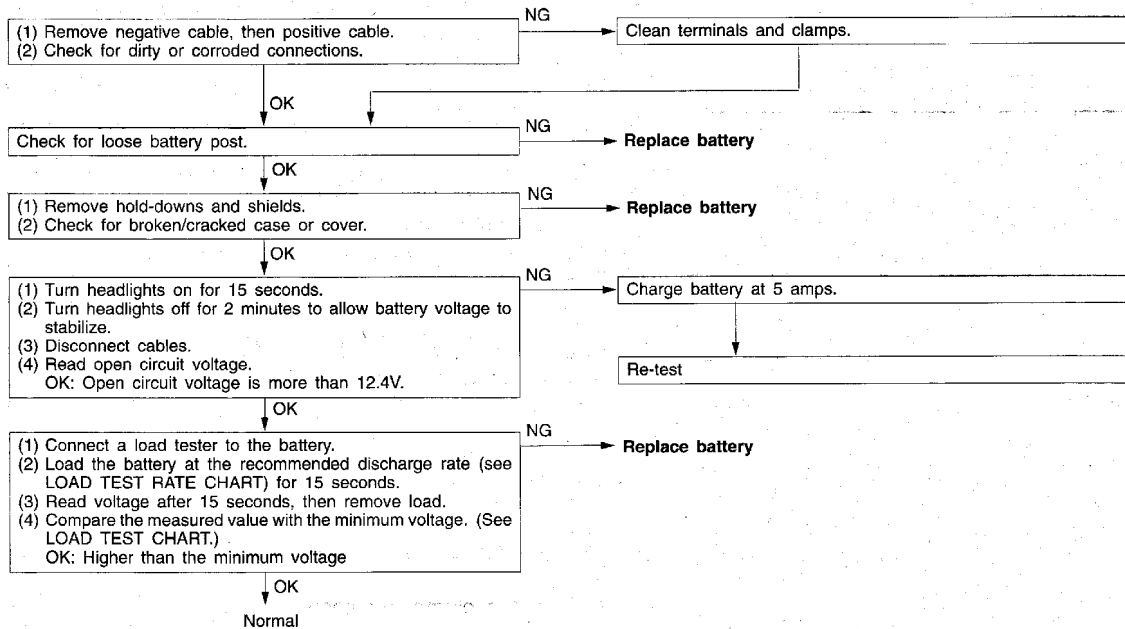 (1) Remove negative cable, then positive cable.
(2) Check for dirty or corroded connections.
NG
Clean terminals and clamps.
OK
Check for loose battery post.
NG
Replace battery
OK
(1) Remove hold-downs and shields.
(2) Check for broken/cracked case or cover.
NG
Replace battery
OK
(1) Turn headlights on for 15 seconds.
(2) Turn headlights off for 2 minutes to allow battery voltage to
stabilize.
(3) Disconnect cables.
(4) Read open circuit voltage.
OK: Open circuit voltage is more than 12.4V.
NG
Charge battery at 5 amps.
Re-test
OK
(1) Connect a load tester to the battery.
(2) Load the battery at the recommended discharge rate (see
LOAD TEST RATE CHART) for 15 seconds.
(3) Read voltage after 15 seconds, then remove load.
(4) Compare the measured value with the minimum voltage. (See
LOAD TEST CHART.)
OK: Higher than the minimum voltage
NG
Replace battery
OK
Normal